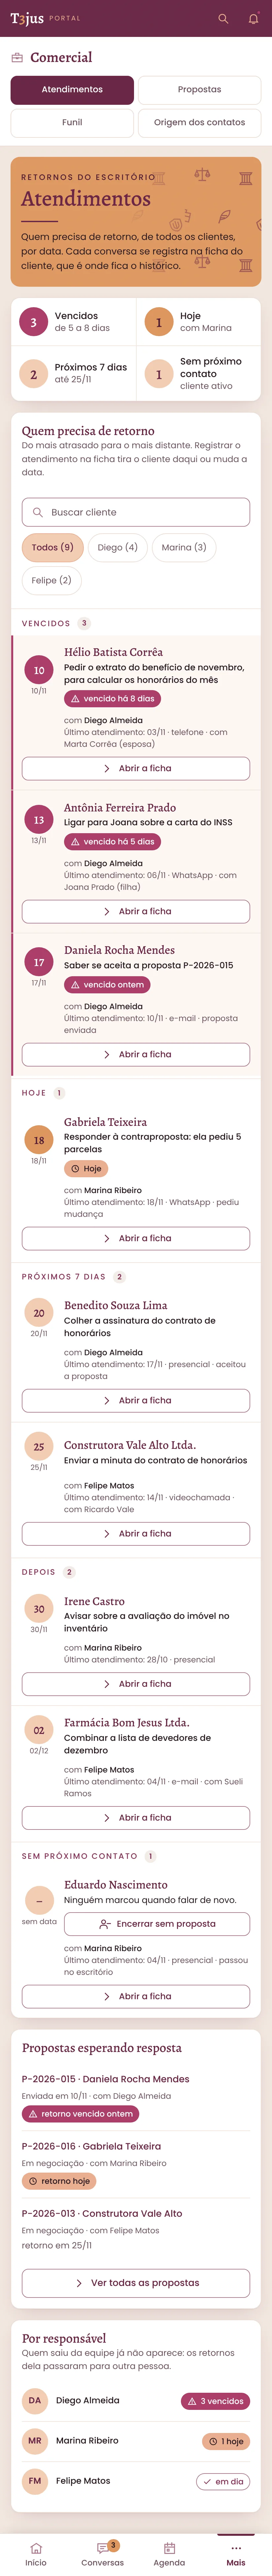 T3jus PORTAL
Comercial
Atendimentos
Propostas
Funil
Origem dos contatos
RETORNOS DO ESCRITÓRIO
Atendimentos
Quem precisa de retorno, de todos os clientes,
por data. Cada conversa se registra na ficha do
cliente, que é onde fica o histórico.
3
Vencidos
de 5 a 8 dias
1
Hoje
com Marina
2
Próximos 7 dias
até 25/11
1
Sem próximo
contato
cliente ativo
Quem precisa de retorno
Do mais atrasado para o mais distante. Registrar o
atendimento na ficha tira o cliente daqui ou muda a
data.
Buscar cliente
Todos (9)
Diego (4)
Marina (3)
Felipe (2)
VENCIDOS 3
10
10/11
Hélio Batista Corrêa
Pedir o extrato do benefício de novembro,
para calcular os honorários do mês
vencido há 8 dias
com Diego Almeida
Último atendimento: 03/11 · telefone · com
Marta Corrêa (esposa)
Abrir a ficha
13
13/11
Antônia Ferreira Prado
Ligar para Joana sobre a carta do INSS
vencido há 5 dias
com Diego Almeida
Último atendimento: 06/11 · WhatsApp · com
Joana Prado (filha)
Abrir a ficha
17
17/11
Daniela Rocha Mendes
Saber se aceita a proposta P-2026-015
vencido ontem
com Diego Almeida
Último atendimento: 10/11 · e-mail · proposta
enviada
Abrir a ficha
HOJE 1
18
18/11
Gabriela Teixeira
Responder à contraproposta: ela pediu 5
parcelas
Hoje
com Marina Ribeiro
Último atendimento: 18/11 · WhatsApp · pediu
mudança
Abrir a ficha
PRÓXIMOS 7 DIAS 2
20
20/11
Benedito Souza Lima
Colher a assinatura do contrato de
honorários
com Diego Almeida
Último atendimento: 17/11 · presencial · aceitou
a proposta
Abrir a ficha
25
25/11
Construtora Vale Alto Ltda.
Enviar a minuta do contrato de honorários
com Felipe Matos
Último atendimento: 14/11 · videochamada ·
com Ricardo Vale
Abrir a ficha
DEPOIS 2
30
30/11
Irene Castro
Avisar sobre a avaliação do imóvel no
inventário
com Marina Ribeiro
Último atendimento: 28/10 · presencial
Abrir a ficha
02
02/12
Farmácia Bom Jesus Ltda.
Combinar a lista de devedores de
dezembro
com Felipe Matos
Último atendimento: 04/11 · e-mail · com Sueli
Ramos
Abrir a ficha
SEM PRÓXIMO CONTATO 1
–
sem data
Eduardo Nascimento
Ninguém marcou quando falar de novo.
Encerrar sem proposta
com Marina Ribeiro
Último atendimento: 04/11 · presencial · passou
no escritório
Abrir a ficha
Propostas esperando resposta
P-2026-015 · Daniela Rocha Mendes
Enviada em 10/11 · com Diego Almeida
retorno vencido ontem
P-2026-016 · Gabriela Teixeira
Em negociação · com Marina Ribeiro
retorno hoje
P-2026-013 · Construtora Vale Alto
Em negociação · com Felipe Matos
retorno em 25/11
Ver todas as propostas
Por responsável
Quem saiu da equipe já não aparece: os retornos
dela passaram para outra pessoa.
DA
Diego Almeida
3 vencidos
MR
Marina Ribeiro
1 hoje
FM
Felipe Matos
em dia
Início
3
Conversas
Agenda
Mais